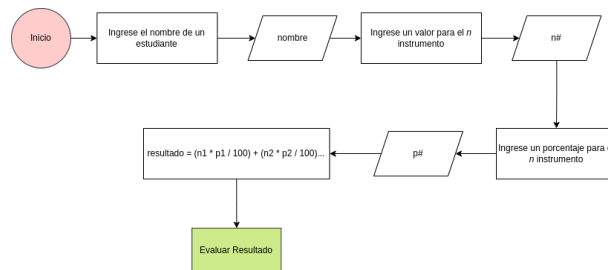 Inicio
Ingrese el nombre de un
estudiante
nombre
Ingrese un valor para el n
instrumento
n#
Ingrese un porcentaje para
n instrumento
p#
resultado = (n1 * p1 / 100) + (n2 * p2 / 100)...
Evaluar Resultado